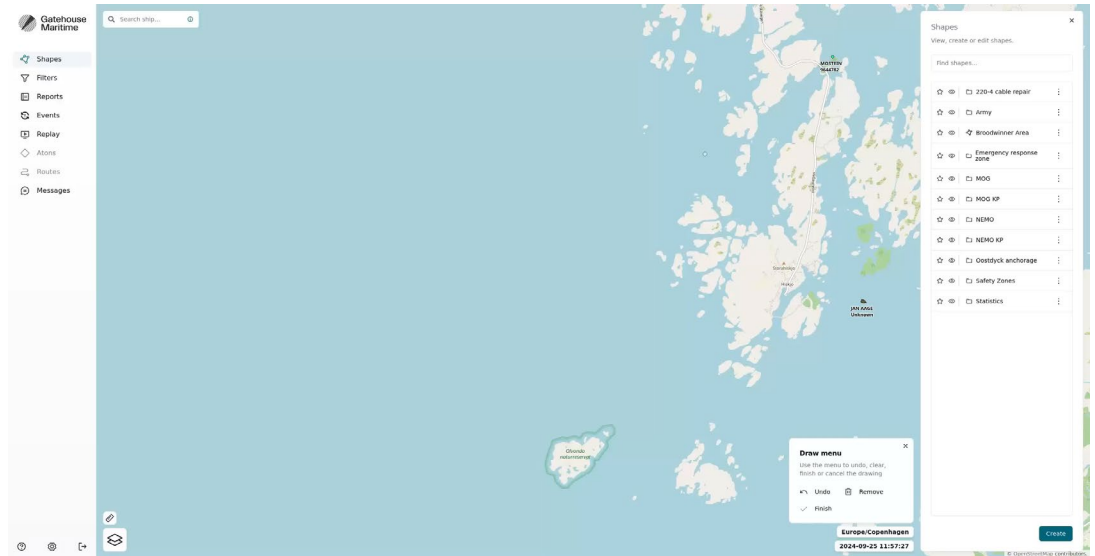 Gatehouse
Maritime
Shapes
Filters
Reports
Events
Replay
Atons
Routes
Messages
Search ship...
MOSTEIN
JAN AAGE
Unknown
Draw menu
Use the menu to undo, clear,
finish or cancel the drawing
Undo
Remove
Finish
Europe/Copenhagen
2024-09-25 11:57:27
Shapes
View, create or edit shapes.
Find shapes...
220-4 cable repair
Army
Broodwinner Area
Emergency response
zone
MOG
MOG KP
NEMO
NEMO KP
Oostdyck anchorage
Safety Zones
Statistics
Create
© OpenStreetMap contributors.